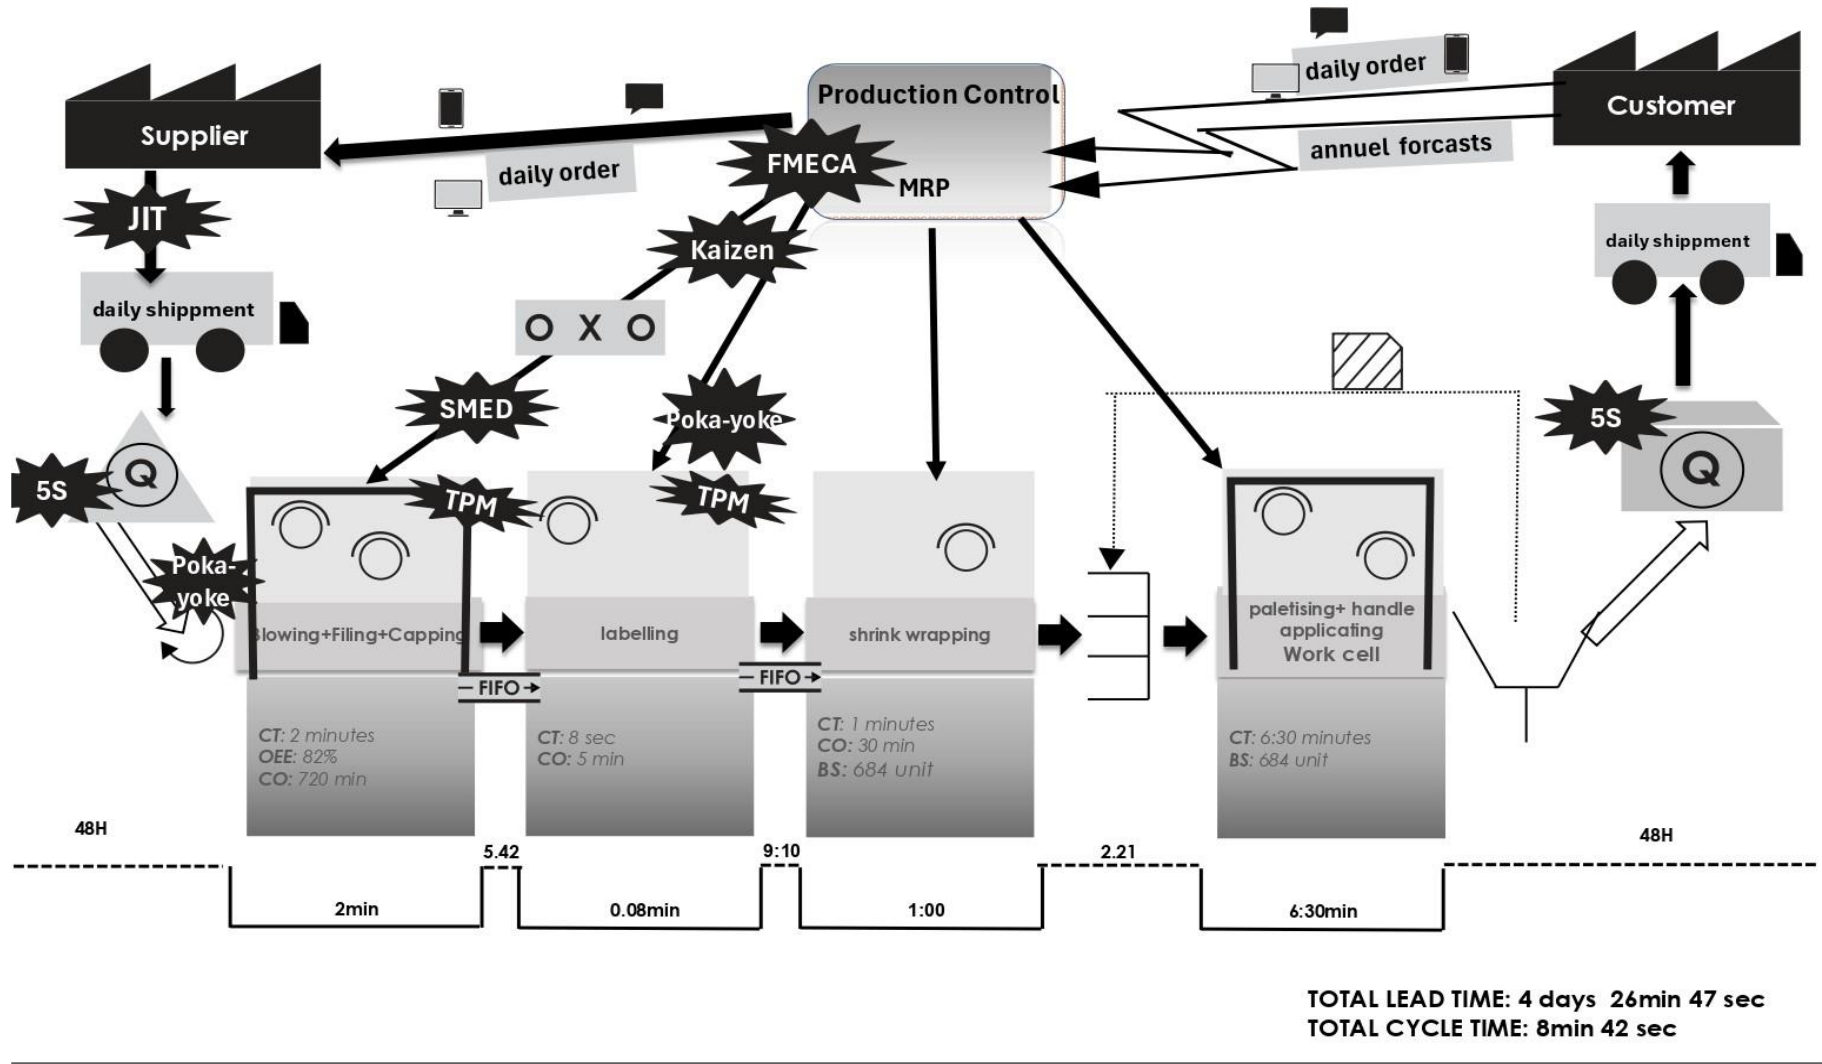 daily order
Production Control
Customer
Supplier
annuel forcasts
daily order
FMECA
MRP
JIT
Kaizen
daily shippment
daily shippment
O X O
SMED
Poka-yoke
5S
Q
5S
Q
TPM
TPM
Poka-
yoke
Blowing+Filing+Capping
labelling
shrink wrapping
paletising+ handle
applicating
Work cell
FIFO
FIFO
CT: 2 minutes
OEE: 82%
CO: 720 min
CT: 8 sec
CO: 5 min
CT: 1 minutes
CO: 30 min
BS: 684 unit
CT: 6:30 minutes
BS: 684 unit
48H
5.42
9:10
2.21
48H
2min
0.08min
1:00
6:30min
TOTAL LEAD TIME: 4 days 26min 47 sec
TOTAL CYCLE TIME: 8min 42 sec